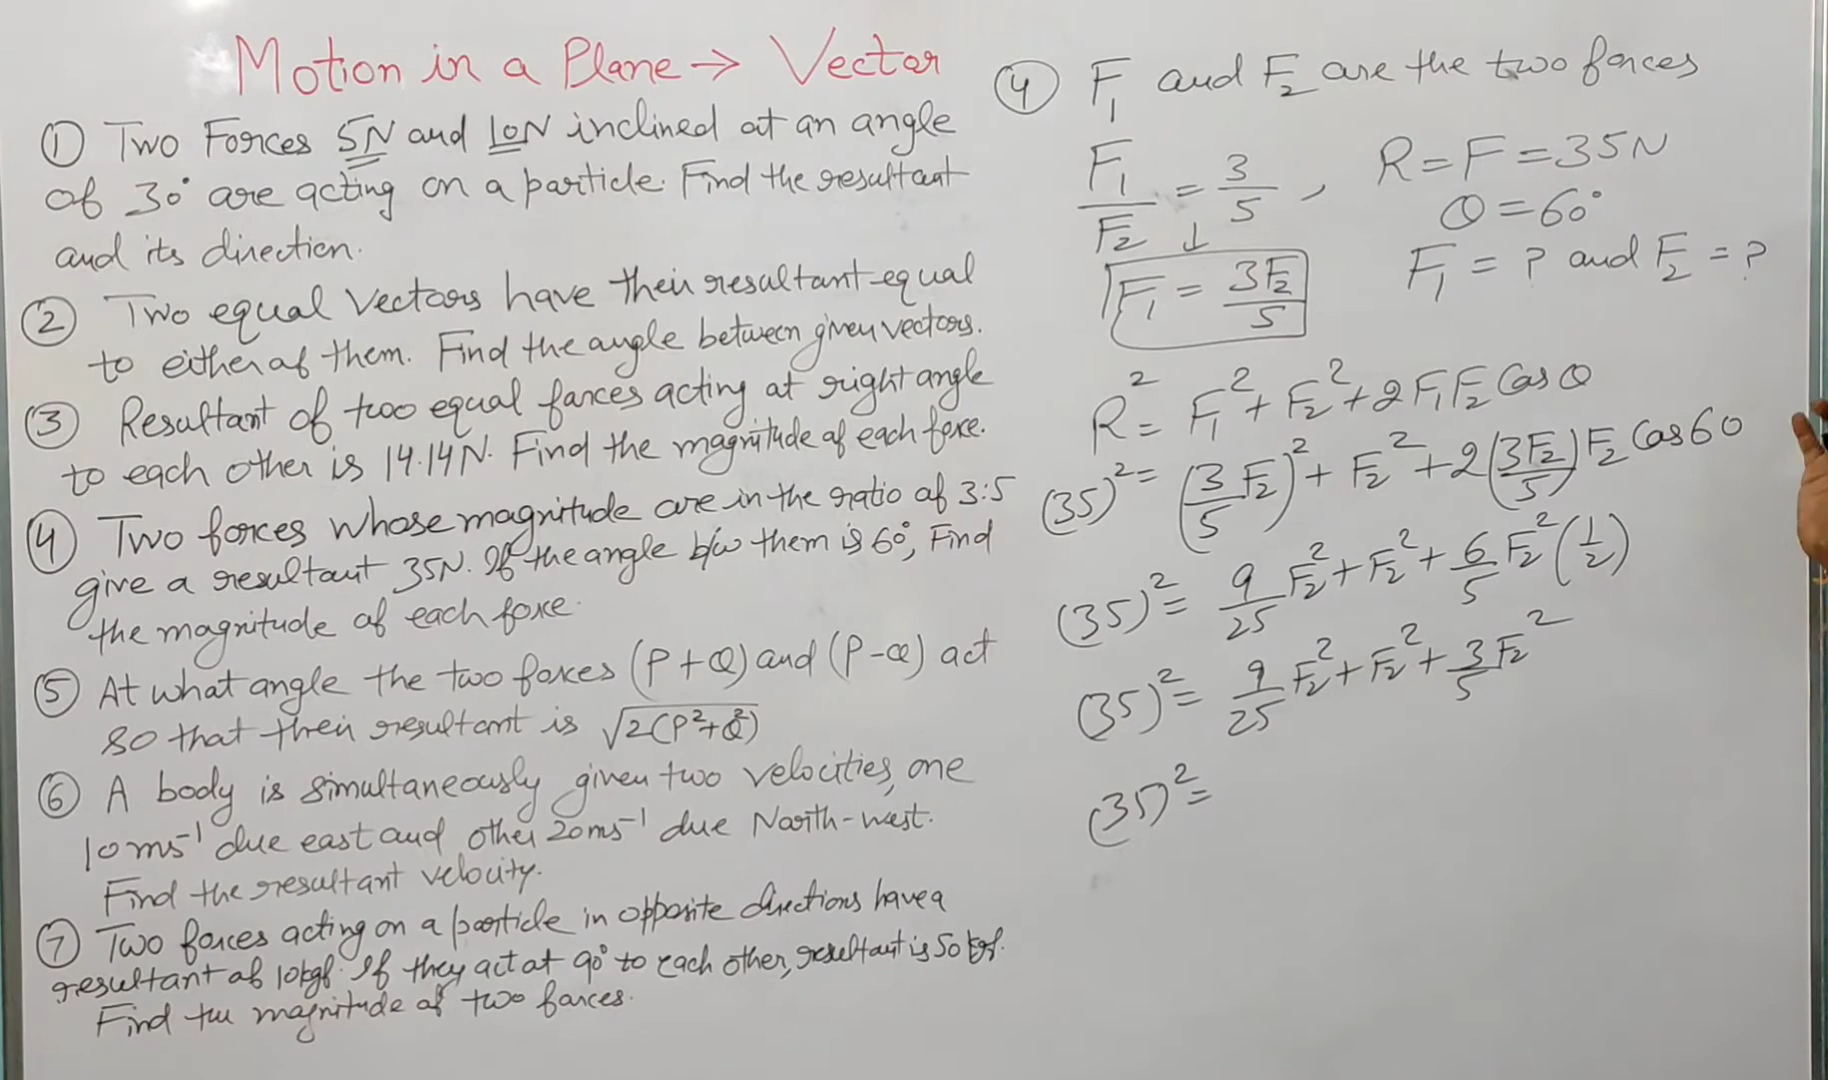 Motion in a Plane → Vector
① Two Forces 5N and 10N inclined at an angle
of 30° are acting on a particle. Find the resultant
and its direction.
② Two equal Vectors have their resultant equal
to either of them. Find the angle between given vectors.
③ Resultant of two equal forces acting at right angle
to each other is 14.14N. Find the magnitude of each force.
④ Two forces whose magnitude are in the ratio of 3:5
give a resultant 35N. If the angle b/w them is 60°, Find
the magnitude of each force.
⑤ At what angle the two forces (P+Q) and (P-Q) act
so that their resultant is √2(P²+Q²)
⑥ A body is simultaneously given two velocities, one
10ms⁻¹ due east and other 20ms⁻¹ due North-west.
Find the resultant velocity.
⑦ Two forces acting on a particle in opposite directions have a
resultant of 10kgf. If they act at 90° to each other, resultant is 50 kgf.
Find the magnitude of two forces.
④ F₁ and F₂ are the two forces
F₁/F₂ = 3/5 , R = F = 35N
↓ θ = 60°
F₁ = 3F₂/5 F₁ = ? and F₂ = ?
R² = F₁² + F₂² + 2F₁F₂ Cos θ
(35)² = (3/5 F₂)² + F₂² + 2(3F₂/5) F₂ Cos 60
(35)² = 9/25 F₂² + F₂² + 6/5 F₂² (1/2)
(35)² = 9/25 F₂² + F₂² + 3/5 F₂²
(35)² =